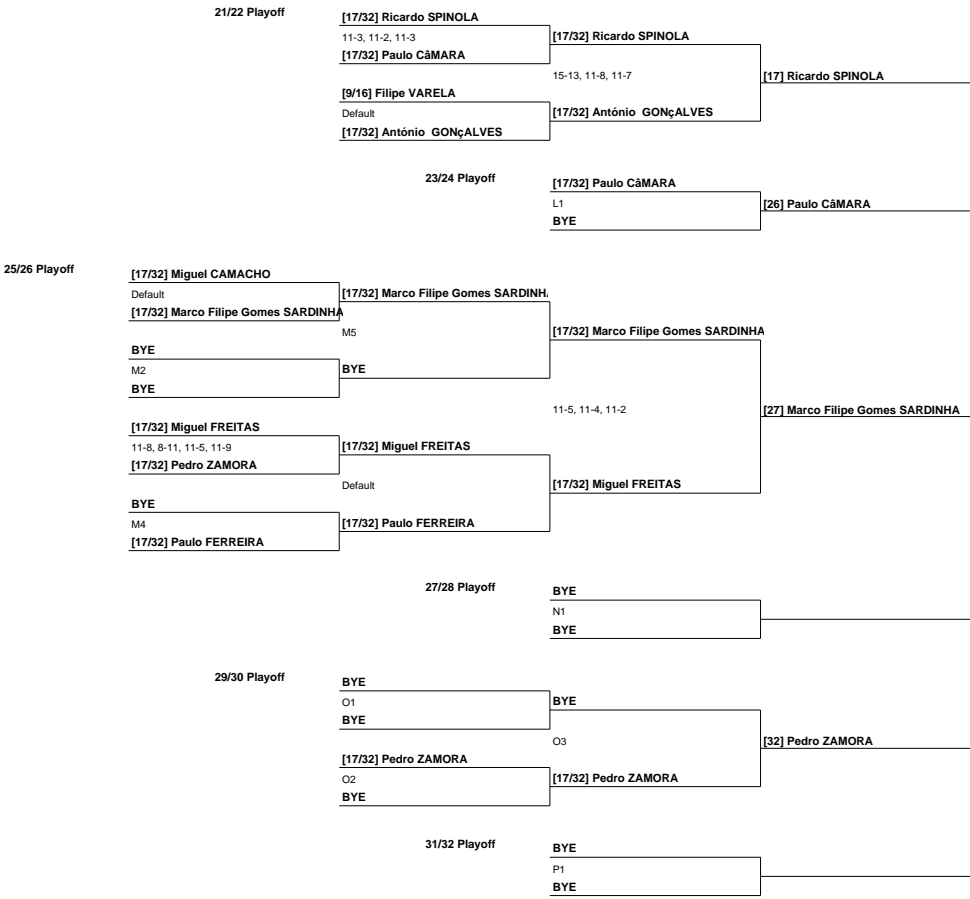 21/22 Playoff
[17/32] Ricardo SPINOLA
11-3, 11-2, 11-3
[17/32] Paulo CâMARA
[17/32] Ricardo SPINOLA
15-13, 11-8, 11-7
[17] Ricardo SPINOLA
[9/16] Filipe VARELA
Default
[17/32] António GONçALVES
[17/32] António GONçALVES
23/24 Playoff
[17/32] Paulo CâMARA
L1
BYE
[26] Paulo CâMARA
25/26 Playoff
[17/32] Miguel CAMACHO
Default
[17/32] Marco Filipe Gomes SARDINHA
[17/32] Marco Filipe Gomes SARDINH
M5
[17/32] Marco Filipe Gomes SARDINHA
BYE
M2
BYE
BYE
11-5, 11-4, 11-2
[27] Marco Filipe Gomes SARDINHA
[17/32] Miguel FREITAS
11-8, 8-11, 11-5, 11-9
[17/32] Pedro ZAMORA
[17/32] Miguel FREITAS
Default
[17/32] Miguel FREITAS
BYE
M4
[17/32] Paulo FERREIRA
[17/32] Paulo FERREIRA
27/28 Playoff
BYE
N1
BYE
29/30 Playoff
BYE
O1
BYE
BYE
O3
[32] Pedro ZAMORA
[17/32] Pedro ZAMORA
O2
BYE
[17/32] Pedro ZAMORA
31/32 Playoff
BYE
P1
BYE